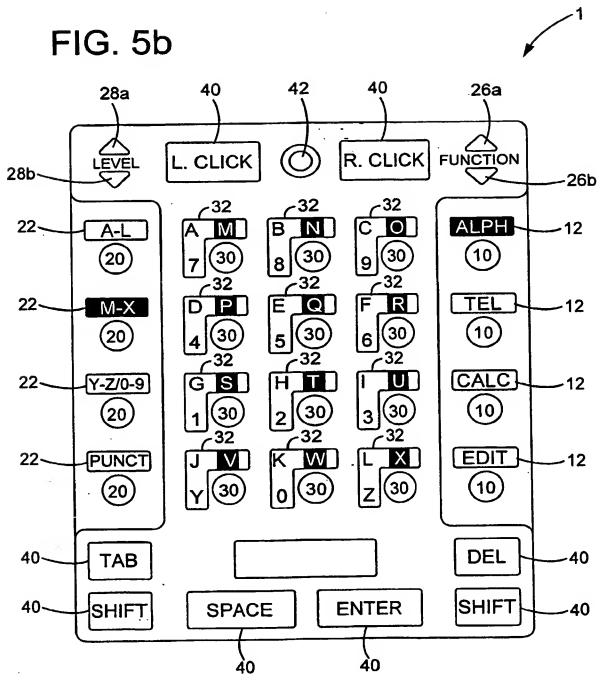 1
FIG. 5b
28a 40 42 40 26a
LEVEL L. CLICK R. CLICK FUNCTION
28b 26b
32 32 32
22 A-L A M B N C O ALPH 12
20 7 30 8 30 9 30 10
32 32 32
22 M-X D P E Q F R TEL 12
20 4 30 5 30 6 30 10
32 32 32
22 Y-Z/0-9 G S H T I U CALC 12
20 1 30 2 30 3 30 10
32 32 32
22 PUNCT J V K W L X EDIT 12
20 Y 30 0 30 Z 30 10
40 TAB DEL 40
40 SHIFT SPACE ENTER SHIFT 40
40 40